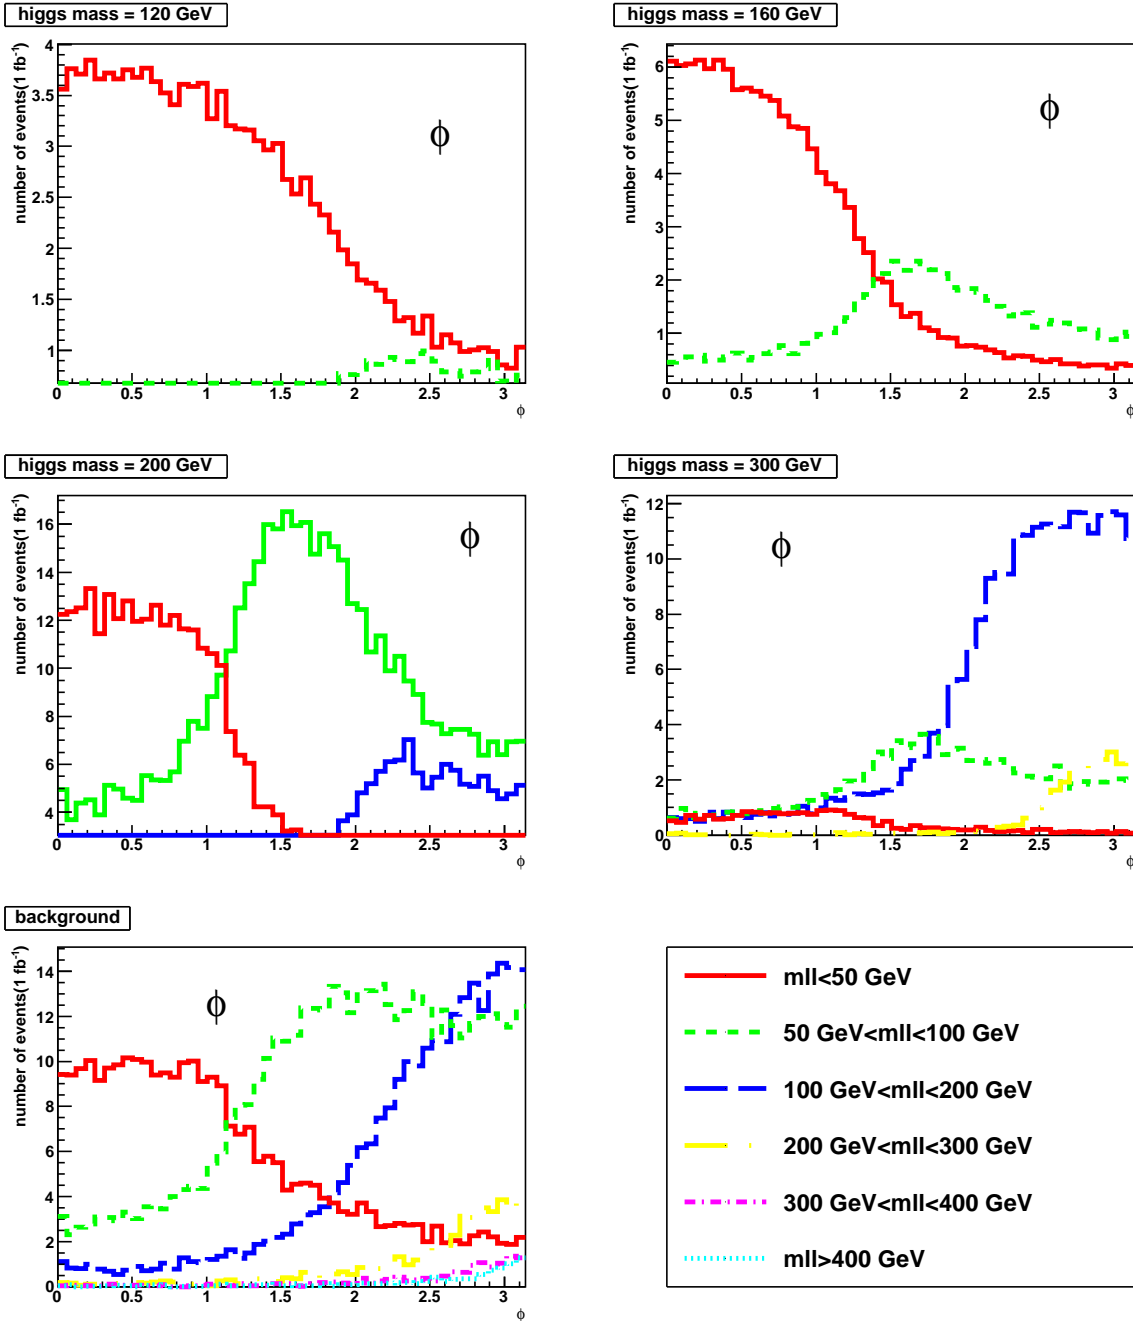 higgs mass = 120 GeV
number of events(1 fb⁻¹)
4
3.5
3
2.5
2
1.5
1
0 0.5 1 1.5 2 2.5 3
ϕ
ϕ
higgs mass = 160 GeV
number of events(1 fb⁻¹)
6
5
4
3
2
1
0 0.5 1 1.5 2 2.5 3
ϕ
ϕ
higgs mass = 200 GeV
number of events(1 fb⁻¹)
16
14
12
10
8
6
4
0 0.5 1 1.5 2 2.5 3
ϕ
ϕ
higgs mass = 300 GeV
number of events(1 fb⁻¹)
12
10
8
6
4
2
0
0 0.5 1 1.5 2 2.5 3
ϕ
ϕ
background
number of events(1 fb⁻¹)
14
12
10
8
6
4
2
0
0 0.5 1 1.5 2 2.5 3
ϕ
ϕ
mll<50 GeV
50 GeV<mll<100 GeV
100 GeV<mll<200 GeV
200 GeV<mll<300 GeV
300 GeV<mll<400 GeV
mll>400 GeV